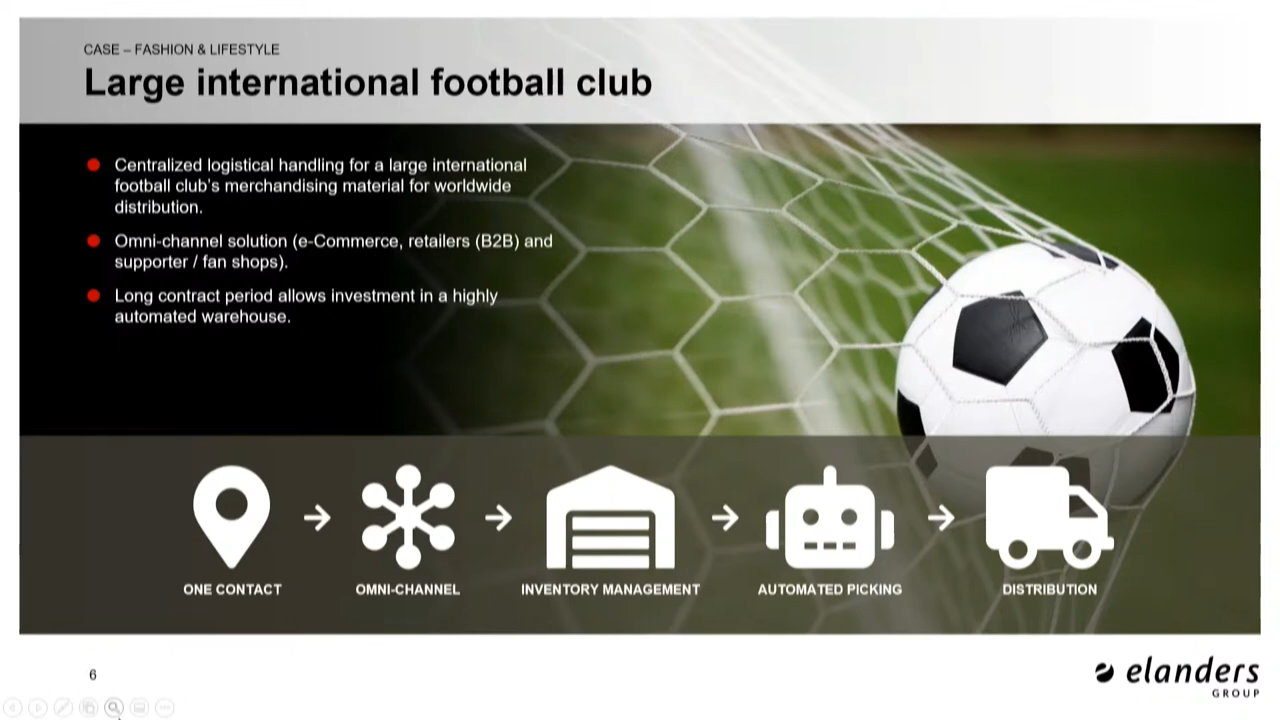 CASE – FASHION & LIFESTYLE
Large international football club
Centralized logistical handling for a large international
football club's merchandising material for worldwide
distribution.
Omni-channel solution (e-Commerce, retailers (B2B) and
supporter / fan shops).
Long contract period allows investment in a highly
automated warehouse.
ONE CONTACT
OMNI-CHANNEL
INVENTORY MANAGEMENT
AUTOMATED PICKING
DISTRIBUTION
6
elanders
GROUP